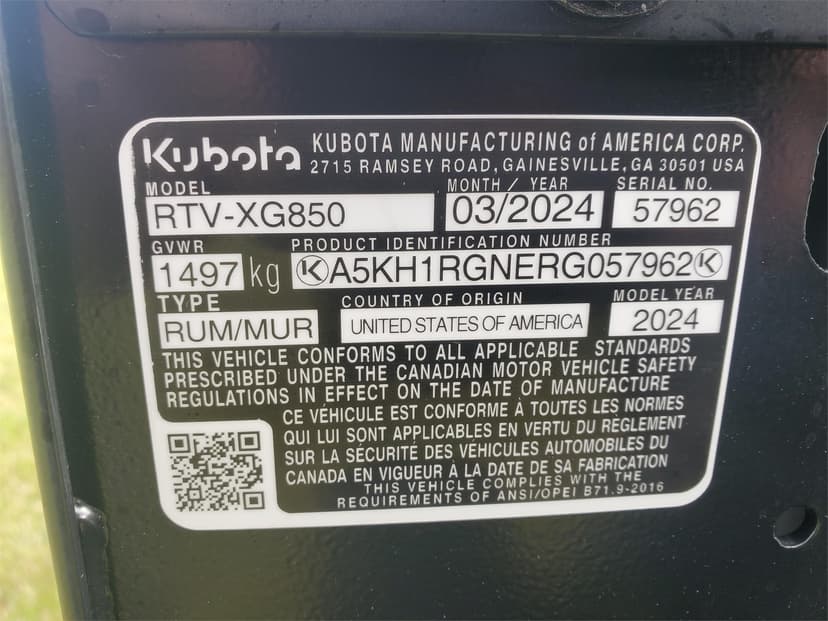 Kubota KUBOTA MANUFACTURING of AMERICA CORP.
2715 RAMSEY ROAD, GAINESVILLE, GA 30501 USA
MODEL MONTH / YEAR SERIAL NO.
RTV-XG850 03/2024 57962
GVWR PRODUCT IDENTIFICATION NUMBER
1497 kg K A5KH1RGNERG057962 K
TYPE COUNTRY OF ORIGIN MODEL YEAR
RUM/MUR UNITED STATES OF AMERICA 2024
THIS VEHICLE CONFORMS TO ALL APPLICABLE STANDARDS
PRESCRIBED UNDER THE CANADIAN MOTOR VEHICLE SAFETY
REGULATIONS IN EFFECT ON THE DATE OF MANUFACTURE
CE VÉHICULE EST CONFORME À TOUTES LES NORMES
QUI LUI SONT APPLICABLES EN VERTU DU REGLEMENT
SUR LA SÉCURITÉ DES VÉHICULES AUTOMOBILES DU
CANADA EN VIGUEUR À LA DATE DE SA FABRICATION
THIS VEHICLE COMPLIES WITH THE
REQUIREMENTS OF ANSI/OPEI B71.9-2016